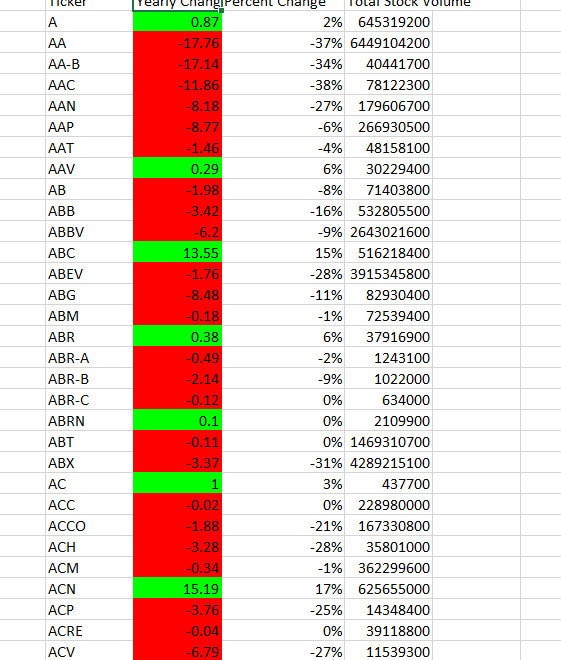 Ticker Yearly Chang Percent Change Total Stock Volume
A 0.87 2% 645319200
AA -17.76 -37% 6449104200
AA-B -17.14 -34% 40441700
AAC -11.86 -38% 78122300
AAN -8.18 -27% 179606700
AAP -8.77 -6% 266930500
AAT -1.46 -4% 48158100
AAV 0.29 6% 30229400
AB -1.98 -8% 71403800
ABB -3.42 -16% 532805500
ABBV -6.2 -9% 2643021600
ABC 13.55 15% 516218400
ABEV -1.76 -28% 3915345800
ABG -8.48 -11% 82930400
ABM -0.18 -1% 72539400
ABR 0.38 6% 37916900
ABR-A -0.49 -2% 1243100
ABR-B -2.14 -9% 1022000
ABR-C -0.12 0% 634000
ABRN 0.1 0% 2109900
ABT -0.11 0% 1469310700
ABX -3.37 -31% 4289215100
AC 1 3% 437700
ACC -0.02 0% 228980000
ACCO -1.88 -21% 167330800
ACH -3.28 -28% 35801000
ACM -0.34 -1% 362299600
ACN 15.19 17% 625655000
ACP -3.76 -25% 14348400
ACRE -0.04 0% 39118800
ACV -6.79 -27% 11539300